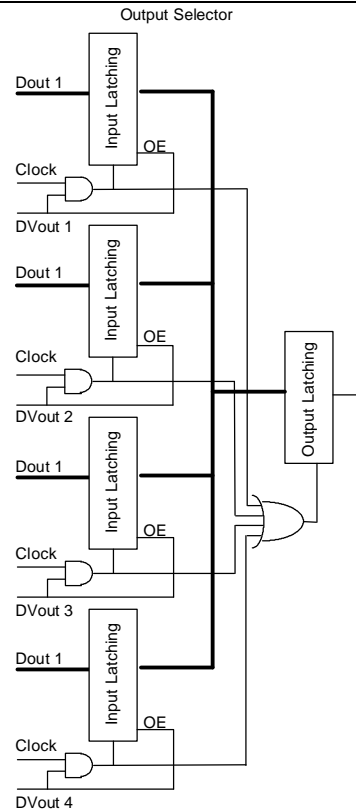 Output Selector
Dout 1
Input Latching
OE
Clock
DVout 1
Dout 1
Input Latching
OE
Clock
DVout 2
Output Latching
Dout 1
Input Latching
OE
Clock
DVout 3
Dout 1
Input Latching
OE
Clock
DVout 4